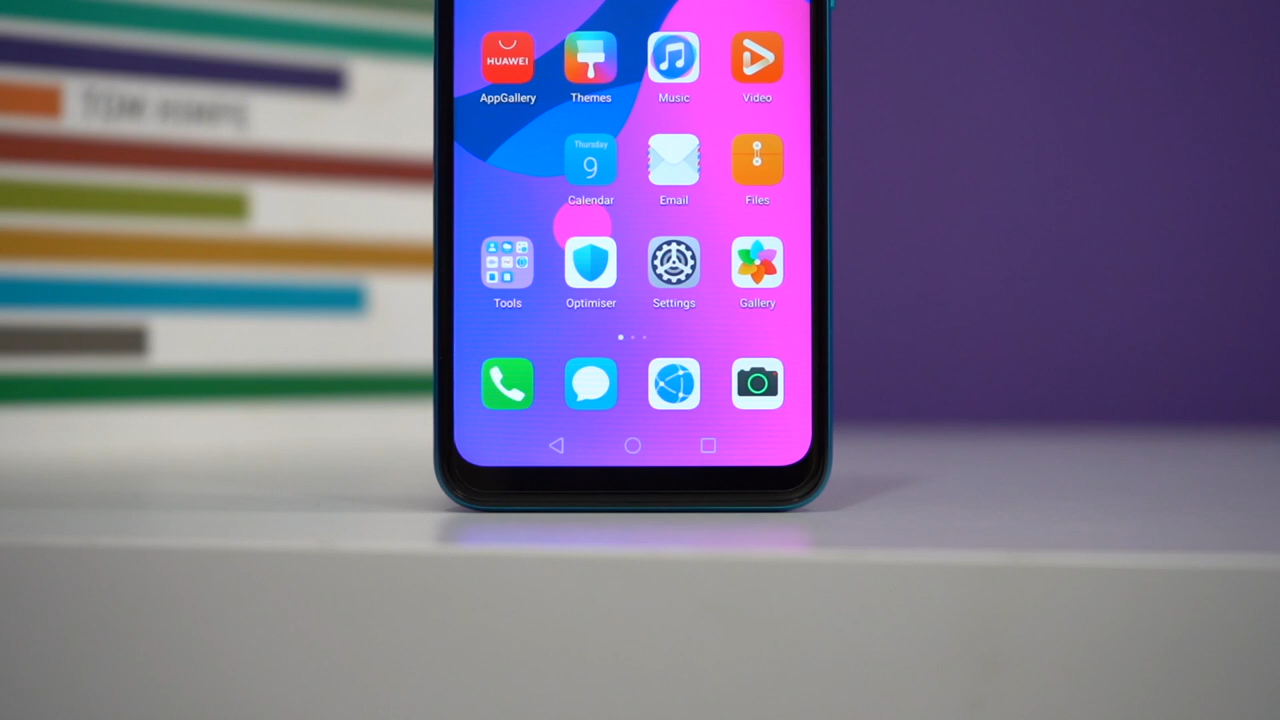 HUAWEI
AppGallery
Themes
Music
Video
Thursday
9
Calendar
Email
Files
Tools
Optimiser
Settings
Gallery